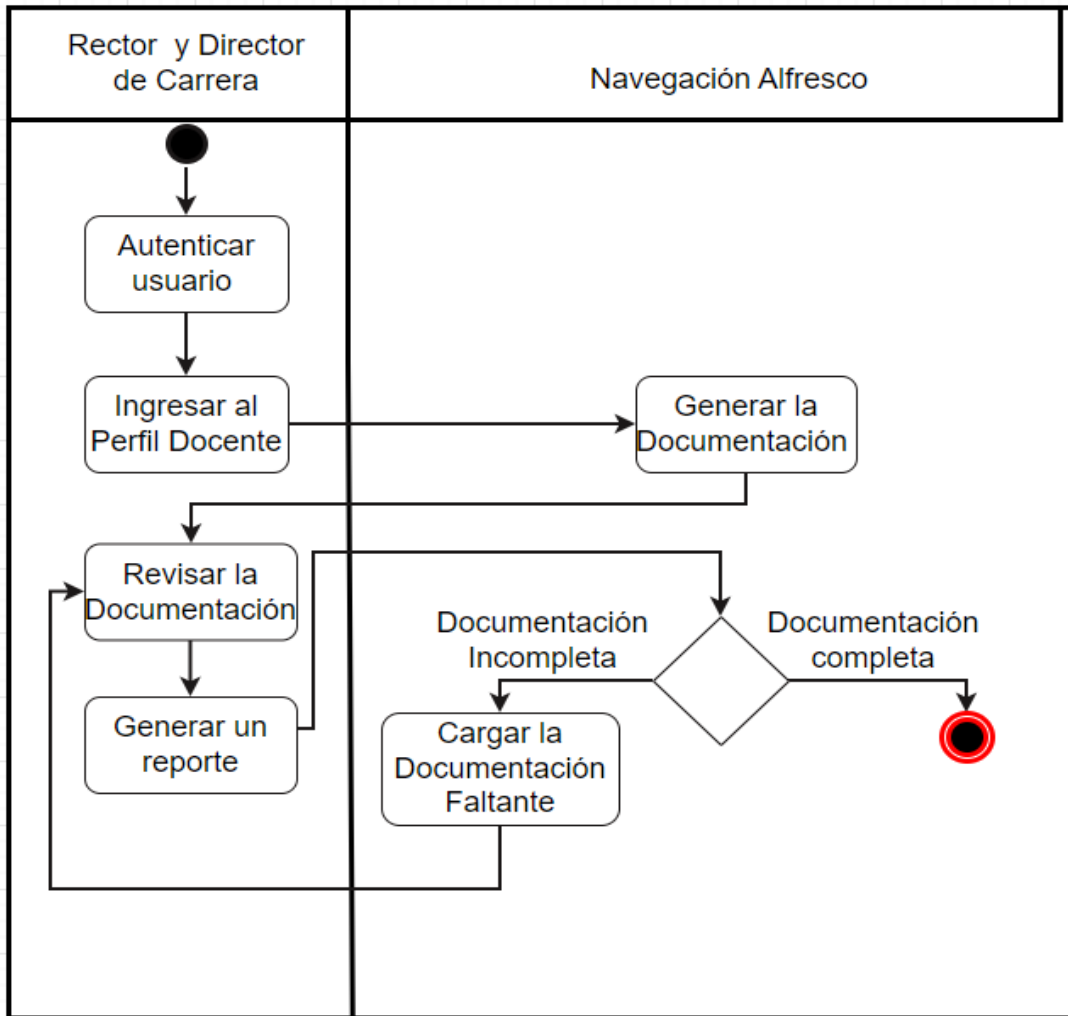 Rector y Director
de Carrera
Navegación Alfresco
Autenticar
usuario
Ingresar al
Perfil Docente
Generar la
Documentación
Revisar la
Documentación
Generar un
reporte
Documentación
Incompleta
Documentación
completa
Cargar la
Documentación
Faltante